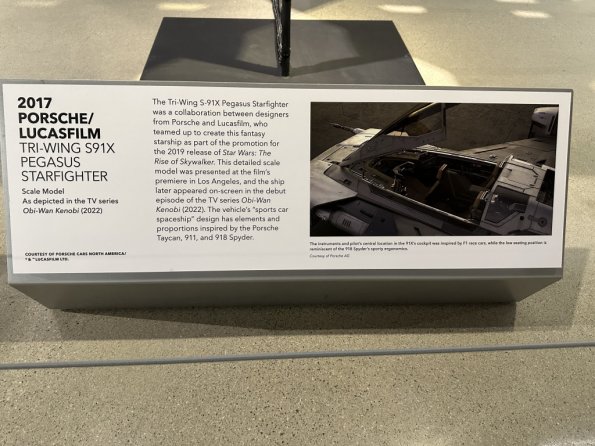 2017
PORSCHE/
LUCASFILM
TRI-WING S91X
PEGASUS
STARFIGHTER
Scale Model
As depicted in the TV series
Obi-Wan Kenobi (2022)
COURTESY OF PORSCHE CARS NORTH AMERICA/
® & ™ LUCASFILM LTD.
The Tri-Wing S-91X Pegasus Starfighter
was a collaboration between designers
from Porsche and Lucasfilm, who
teamed up to create this fantasy
starship as part of the promotion for
the 2019 release of Star Wars: The
Rise of Skywalker. This detailed scale
model was presented at the film's
premiere in Los Angeles, and the ship
later appeared on-screen in the debut
episode of the TV series Obi-Wan
Kenobi (2022). The vehicle's "sports car
spaceship" design has elements and
proportions inspired by the Porsche
Taycan, 911, and 918 Spyder.
The instruments and pilot's central location in the 91X's cockpit was inspired by F1 race cars, while the low seating position is
reminiscent of the 918 Spyder's sporty ergonomics.
Courtesy of Porsche AG